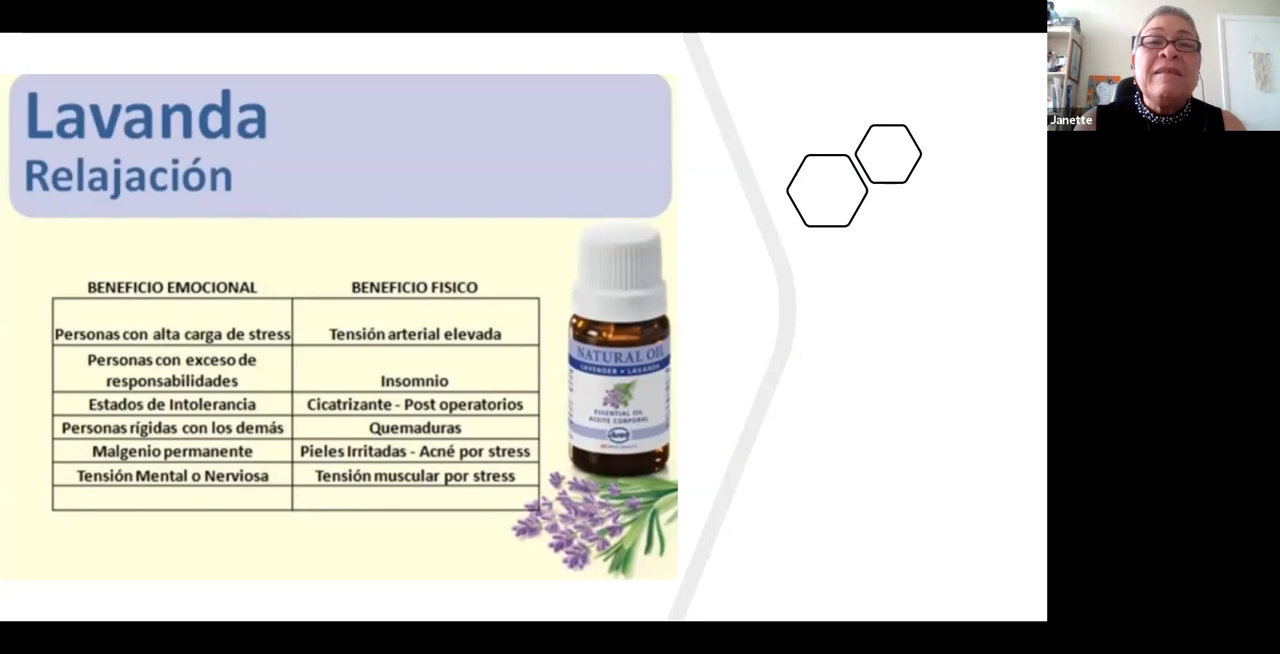 Lavanda
Relajación
BENEFICIO EMOCIONAL BENEFICIO FISICO
Personas con alta carga de stress Tensión arterial elevada
Personas con exceso de
responsabilidades Insomnio
Estados de Intolerancia Cicatrizante - Post operatorios
Personas rígidas con los demás Quemaduras
Malgenio permanente Pieles Irritadas - Acné por stress
Tensión Mental o Nerviosa Tensión muscular por stress
NATURAL OIL
LAVENDER • LAVANDA
ESSENTIAL OIL
ACEITE CORPORAL
Just
Janette